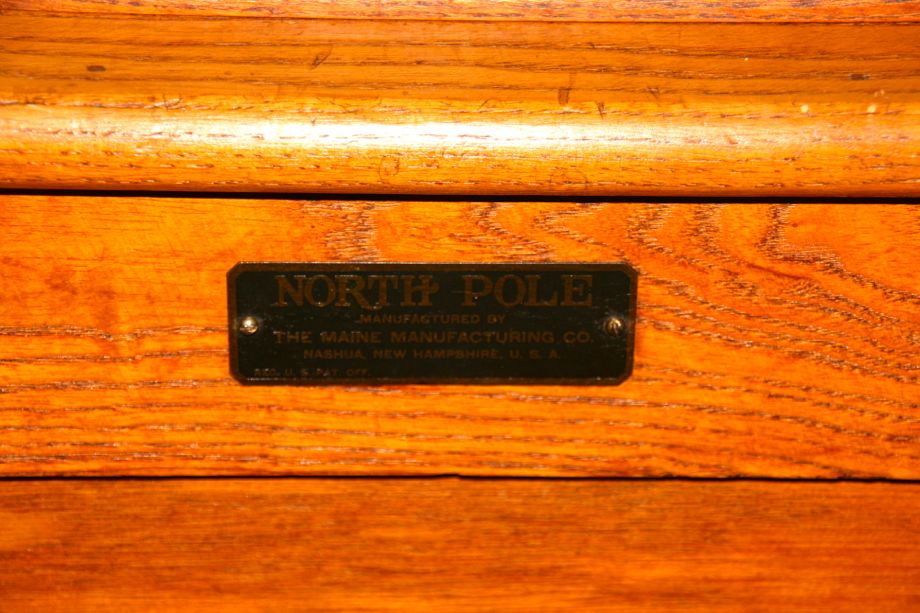 NORTH POLE
MANUFACTURED BY
THE MAINE MANUFACTURING CO.
NASHUA, NEW HAMPSHIRE, U. S. A.
REG. U. S. PAT. OFF.